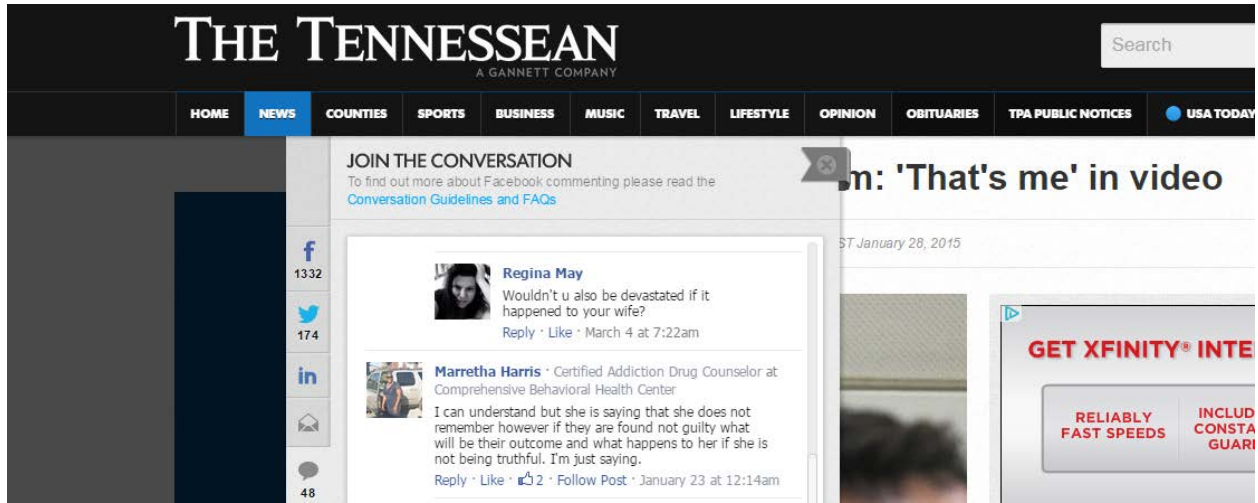 THE TENNESSEAN
A GANNETT COMPANY
Search
HOME NEWS COUNTIES SPORTS BUSINESS MUSIC TRAVEL LIFESTYLE OPINION OBITUARIES TPA PUBLIC NOTICES USA TODAY
JOIN THE CONVERSATION
To find out more about Facebook commenting please read the
Conversation Guidelines and FAQs
m: 'That's me' in video
ST January 28, 2015
1332
174
48
Regina May
Wouldn't u also be devastated if it
happened to your wife?
Reply · Like · March 4 at 7:22am
Marretha Harris · Certified Addiction Drug Counselor at
Comprehensive Behavioral Health Center
I can understand but she is saying that she does not
remember however if they are found not guilty what
will be their outcome and what happens to her if she is
not being truthful. I'm just saying.
Reply · Like · 2 · Follow Post · January 23 at 12:14am
GET XFINITY® INTE
RELIABLY
FAST SPEEDS
INCLUD
CONSTA
GUAR